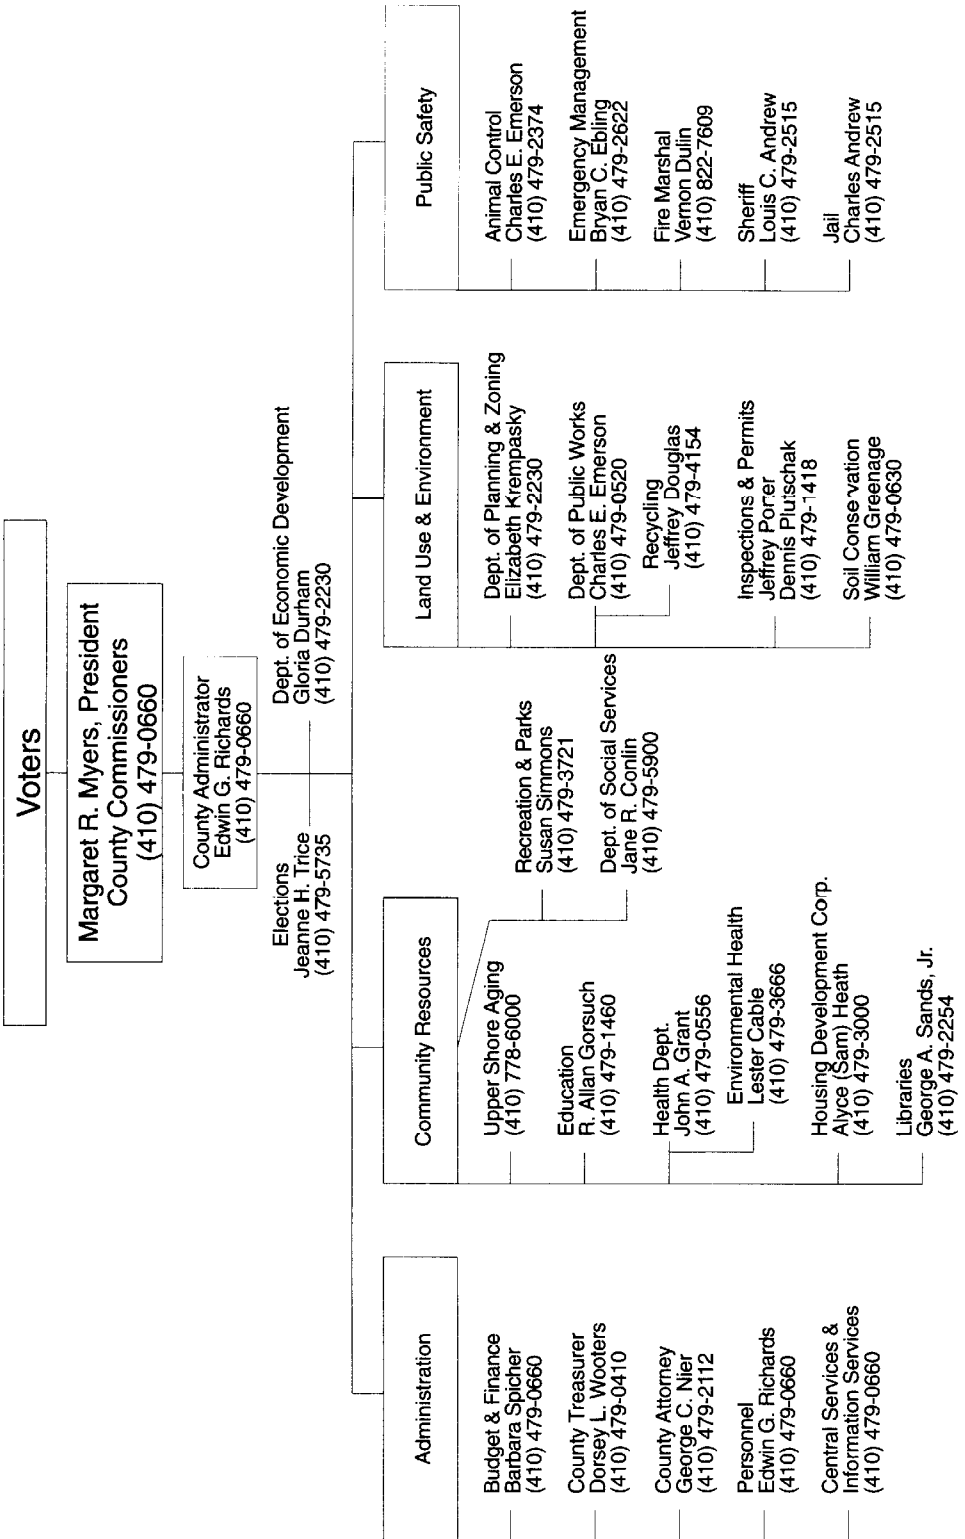 Voters
Margaret R. Myers, President
County Commissioners
(410) 479-0660
County Administrator
Edwin G. Richards
(410) 479-0660
Elections
Jeanne H. Trice
(410) 479-5735
Dept. of Economic Development
Gloria Durham
(410) 479-2230
Administration
Budget & Finance
Barbara Spicher
(410) 479-0660
County Treasurer
Dorsey L. Wooters
(410) 479-0410
County Attorney
George C. Nier
(410) 479-2112
Personnel
Edwin G. Richards
(410) 479-0660
Central Services &
Information Services
(410) 479-0660
Community Resources
Upper Shore Aging
(410) 778-6000
Education
R. Allan Gorsuch
(410) 479-1460
Health Dept.
John A. Grant
(410) 479-0556
Environmental Health
Lester Cable
(410) 479-3666
Housing Development Corp.
Alyce (Sam) Heath
(410) 479-3000
Libraries
George A. Sands, Jr.
(410) 479-2254
Recreation & Parks
Susan Simmons
(410) 479-3721
Dept. of Social Services
Jane R. Conlin
(410) 479-5900
Land Use & Environment
Dept. of Planning & Zoning
Elizabeth Krempasky
(410) 479-2230
Dept. of Public Works
Charles E. Emerson
(410) 479-0520
Recycling
Jeffrey Douglas
(410) 479-4154
Inspections & Permits
Jeffrey Porter
Dennis Plutschak
(410) 479-1418
Soil Conservation
William Greenage
(410) 479-0630
Public Safety
Animal Control
Charles E. Emerson
(410) 479-2374
Emergency Management
Bryan C. Ebling
(410) 479-2622
Fire Marshal
Vernon Dulin
(410) 822-7609
Sheriff
Louis C. Andrew
(410) 479-2515
Jail
Charles Andrew
(410) 479-2515